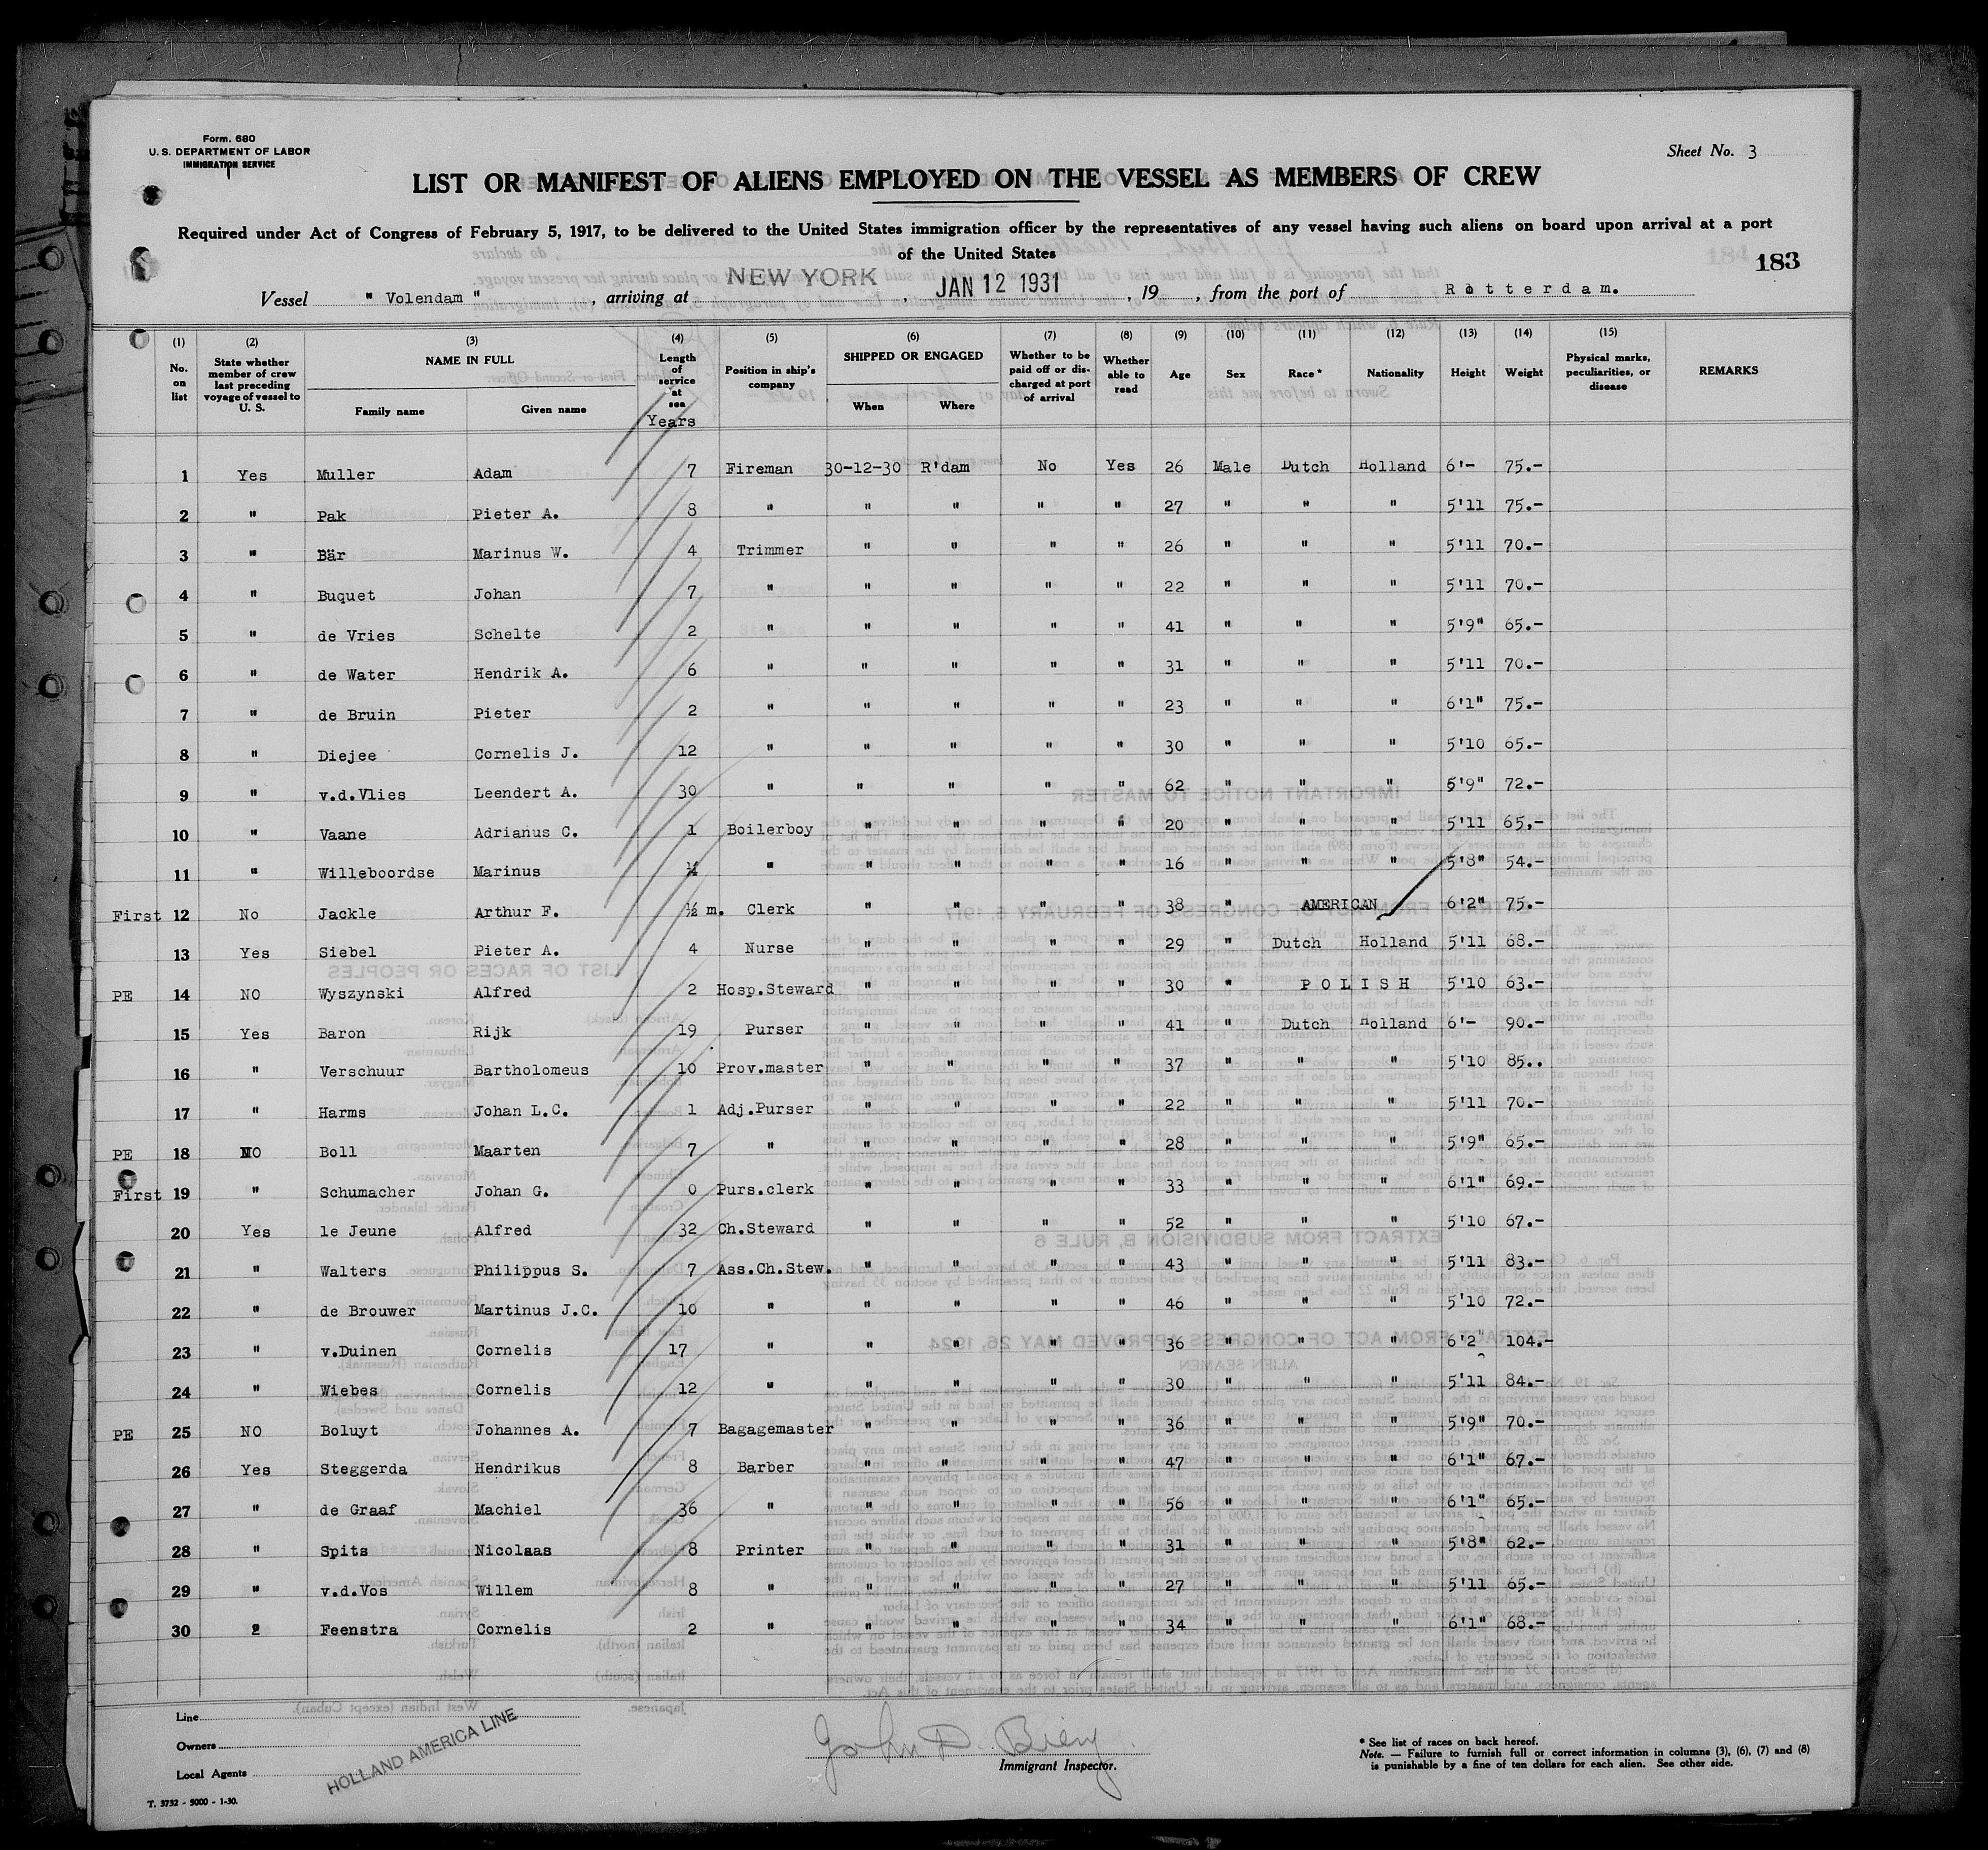 Form. 680
U. S. DEPARTMENT OF LABOR
IMMIGRATION SERVICE
Sheet No. 3
LIST OR MANIFEST OF ALIENS EMPLOYED ON THE VESSEL AS MEMBERS OF CREW
Required under Act of Congress of February 5, 1917, to be delivered to the United States immigration officer by the representatives of any vessel having such aliens on board upon arrival at a port
of the United States
183
Vessel " Volendam " , arriving at NEW YORK , JAN 12 1931 , 19 , from the port of Rotterdam.
(1) (2) (3) (4) (5) (6) (7) (8) (9) (10) (11) (12) (13) (14) (15)
No. on list State whether member of crew last preceding voyage of vessel to U. S. NAME IN FULL Family name Given name Length of service at sea Years Position in ship's company SHIPPED OR ENGAGED When Where Whether to be paid off or discharged at port of arrival Whether able to read Age Sex Race * Nationality Height Weight Physical marks, peculiarities, or disease REMARKS
1 Yes Muller Adam 7 Fireman 30-12-30 R'dam No Yes 26 Male Dutch Holland 6'- 75.-
2 " Pak Pieter A. 8 " " " " " 27 " " " 5'11 75.-
3 " Bär Marinus W. 4 Trimmer " " " " 26 " " " 5'11 70.-
4 " Buquet Johan 7 " " " " " 22 " " " 5'11 70.-
5 " de Vries Schelte 2 " " " " " 41 " " " 5'9" 65.-
6 " de Water Hendrik A. 6 " " " " " 31 " " " 5'11 70.-
7 " de Bruin Pieter 2 " " " " " 23 " " " 6'1" 75.-
8 " Diejee Cornelis J. 12 " " " " " 30 " " " 5'10 65.-
9 " v.d.Vlies Leendert A. 30 " " " " " 62 " " " 5'9" 72.-
10 " Vaane Adrianus C. 1 Boilerboy " " " " 20 " " " 5'11 65,-
11 " Willeboordse Marinus " " " " " 16 " " " 5'8" 54.-
First 12 No Jackle Arthur F. ½ m. Clerk " " " " 38 " AMERICAN 6'2" 75.-
13 Yes Siebel Pieter A. 4 Nurse " " " " 29 " Dutch Holland 5'11 68.-
PE 14 NO Wyszynski Alfred 2 Hosp.Steward " " " " 30 " POLISH 5'10 63.-
15 Yes Baron Rijk 19 Purser " " " " 41 " Dutch Holland 6'- 90.-
16 " Verschuur Bartholomeus 10 Prov.master " " " " 37 " " " 5'10 85..
17 " Harms Johan L.C. 1 Adj.Purser " " " " 22 " " " 5'11 70.-
PE 18 NO Boll Maarten 7 " " " " " 28 " " " 5'9" 65.-
First 19 " Schumacher Johan G. 0 Purs.clerk " " " " 33 " " " 6'1" 69.-
20 Yes le Jeune Alfred 32 Ch.Steward " " " " 52 " " " 5'10 67.-
21 " Walters Philippus S. 7 Ass.Ch.Stew. " " " " 43 " " " 5'11 83.-
22 " de Brouwer Martinus J.C. 10 " " " " " 46 " " " 5'10 72.-
23 " v.Duinen Cornelis 17 " " " " " 36 " " " 6'2" 104.-
24 " Wiebes Cornelis 12 " " " " " 30 " " " 5'11 84.-
PE 25 NO Boluyt Johannes A. 7 Bagagemaster " " " " 36 " " " 5'9" 70.-
26 Yes Steggerda Hendrikus 8 Barber " " " " 47 " " " 6'1" 67.-
27 " de Graaf Machiel 36 " " " " " 56 " " " 6'1" 65.-
28 " Spits Nicolaas 8 Printer " " " " 31 " " " 5'8" 62.-
29 " v.d.Vos Willem 8 " " " " " 27 " " " 5'11 65.-
30 " Feenstra Cornelis 2 " " " " " 34 " " " 6'1" 68.-
Line
Owners
Local Agents
HOLLAND AMERICA LINE
John D.
Immigrant Inspector.
* See list of races on back hereof.
Note. — Failure to furnish full or correct information in columns (3), (6), (7) and (8)
is punishable by a fine of ten dollars for each alien. See other side.
T. 3732 - 5000 - 1-30.